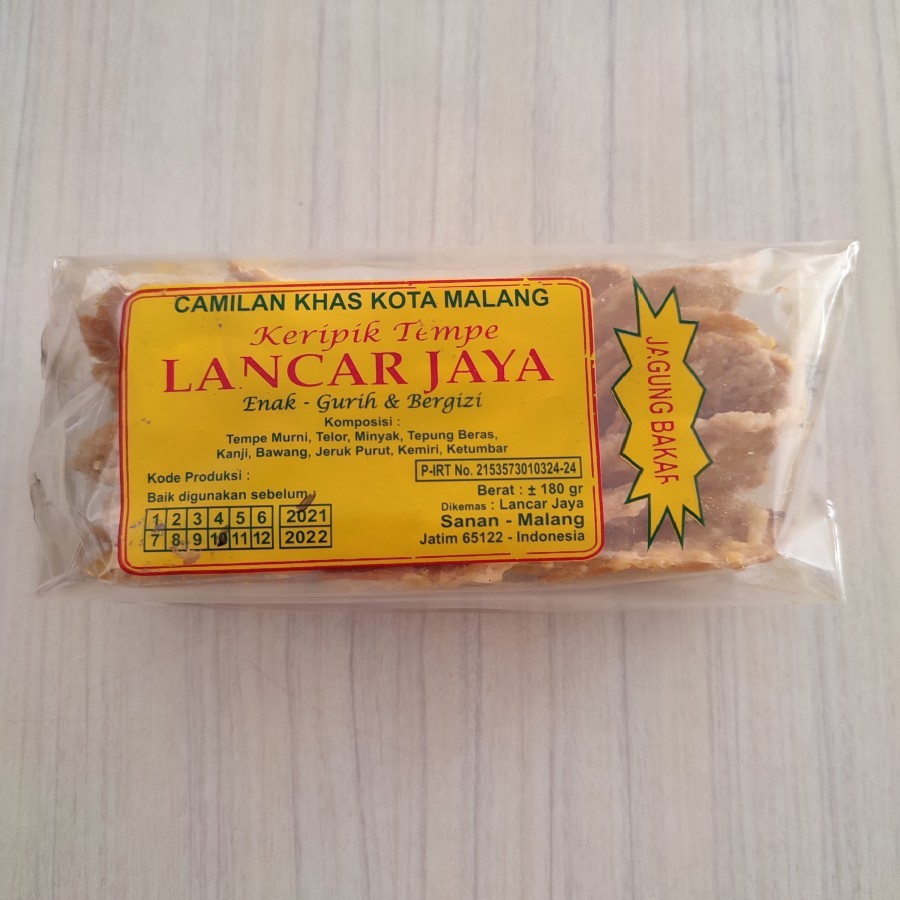 CAMILAN KHAS KOTA MALANG
Keripik Tempe
LANCAR JAYA
Enak - Gurih & Bergizi
Komposisi :
Tempe Murni, Telor, Minyak, Tepung Beras,
Kanji, Bawang, Jeruk Purut, Kemiri, Ketumbar
P-IRT No. 2153573010324-24
Kode Produksi :
Baik digunakan sebelum
1 2 3 4 5 6 2021
7 8 9 10 11 12 2022
Berat : ± 180 gr
Dikemas : Lancar Jaya
Sanan - Malang
Jatim 65122 - Indonesia
JAGUNG BAKAR